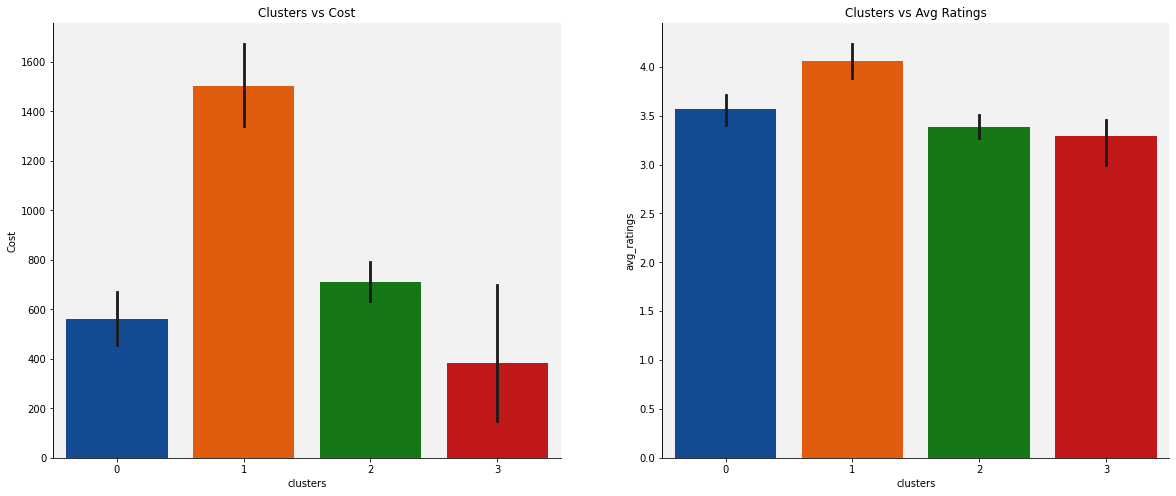 Clusters vs Cost
1600
1400
1200
1000
800
600
400
200
0
Cost
0 1 2 3
clusters
Clusters vs Avg Ratings
4.0
3.5
3.0
2.5
2.0
1.5
1.0
0.5
0.0
avg_ratings
0 1 2 3
clusters